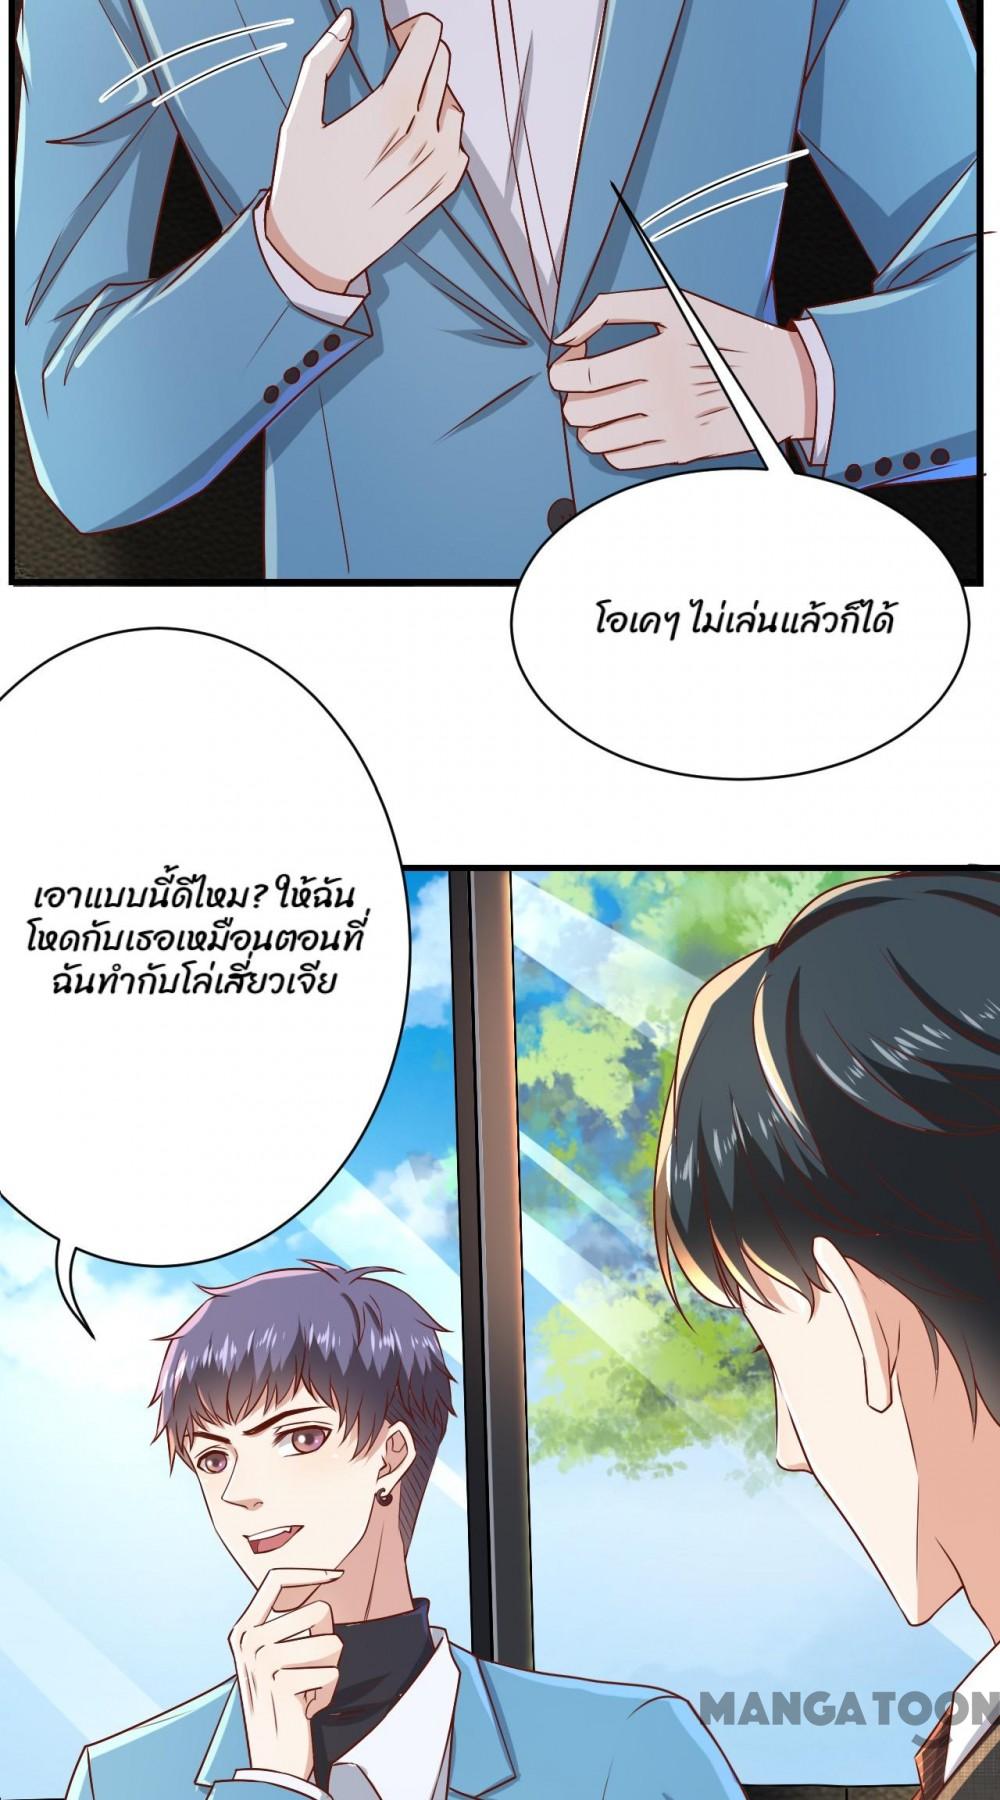 โอเคๆ ไม่เล่นแล้วก็ได้
เอาแบบนี้ดีไหม? ให้ฉัน
โหดกับเธอเหมือนตอนที่
ฉันทำกับโล่เสี่ยวเจีย
MANGATOON